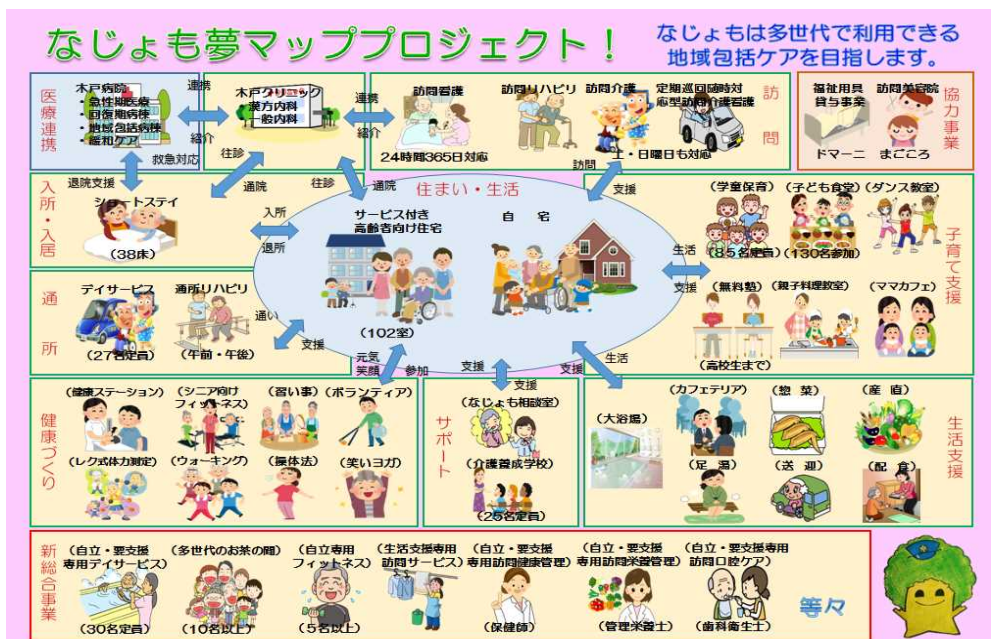 なじょも夢マッププロジェクト！
なじょもは多世代で利用できる
地域包括ケアを目指します。
医療連携
木戸病院
・急性期医療
・回復期病棟
・地域包括病棟
・緩和ケア
連携
紹介
救急対応
木戸クリニック
漢方内科
一般内科
往診
連携
紹介
訪問看護
24時間365日対応
訪問リハビリ
訪問介護
定期巡回随時対
応型訪問介護看護
土・日曜日も対応
訪問
訪問
支援
福祉用具
貸与事業
訪問美容院
ドマーニ
まごころ
協力事業
入所・入居
退院支援
ショートステイ
（38床）
通院
往診
通院
入所
退所
住まい・生活
サービス付き
高齢者向け住宅
（102室）
自　宅
生活
支援
（学童保育）
（85名定員）
（子ども食堂）
（130名参加）
（ダンス教室）
（無料塾）
（高校生まで）
（親子料理教室）
（ママカフェ）
子育て支援
通所
デイサービス
（27名定員）
通所リハビリ
（午前・午後）
通い
支援
元気
笑顔
参加
支援
支援
支援
生活
健康づくり
（健康ステーション）
（シニア向け
フィットネス）
（習い事）
（ボランティア）
（レク式体力測定）
（ウォーキング）
（操体法）
（笑いヨガ）
サポート
（なじょも相談室）
（介護養成学校）
（25名定員）
（大浴場）
（カフェテリア）
（惣　菜）
（産　直）
（足　湯）
（送　迎）
（配　食）
生活支援
新総合事業
（自立・要支援
専用デイサービス）
（30名定員）
（多世代のお茶の間）
（10名以上）
（自立専用
フィットネス）
（5名以上）
（生活支援専用
訪問サービス）
（自立・要支援
専用訪問健康管理）
（保健師）
（自立・要支援
専用訪問栄養管理）
（管理栄養士）
（自立・要支援専用
訪問口腔ケア）
（歯科衛生士）
等々